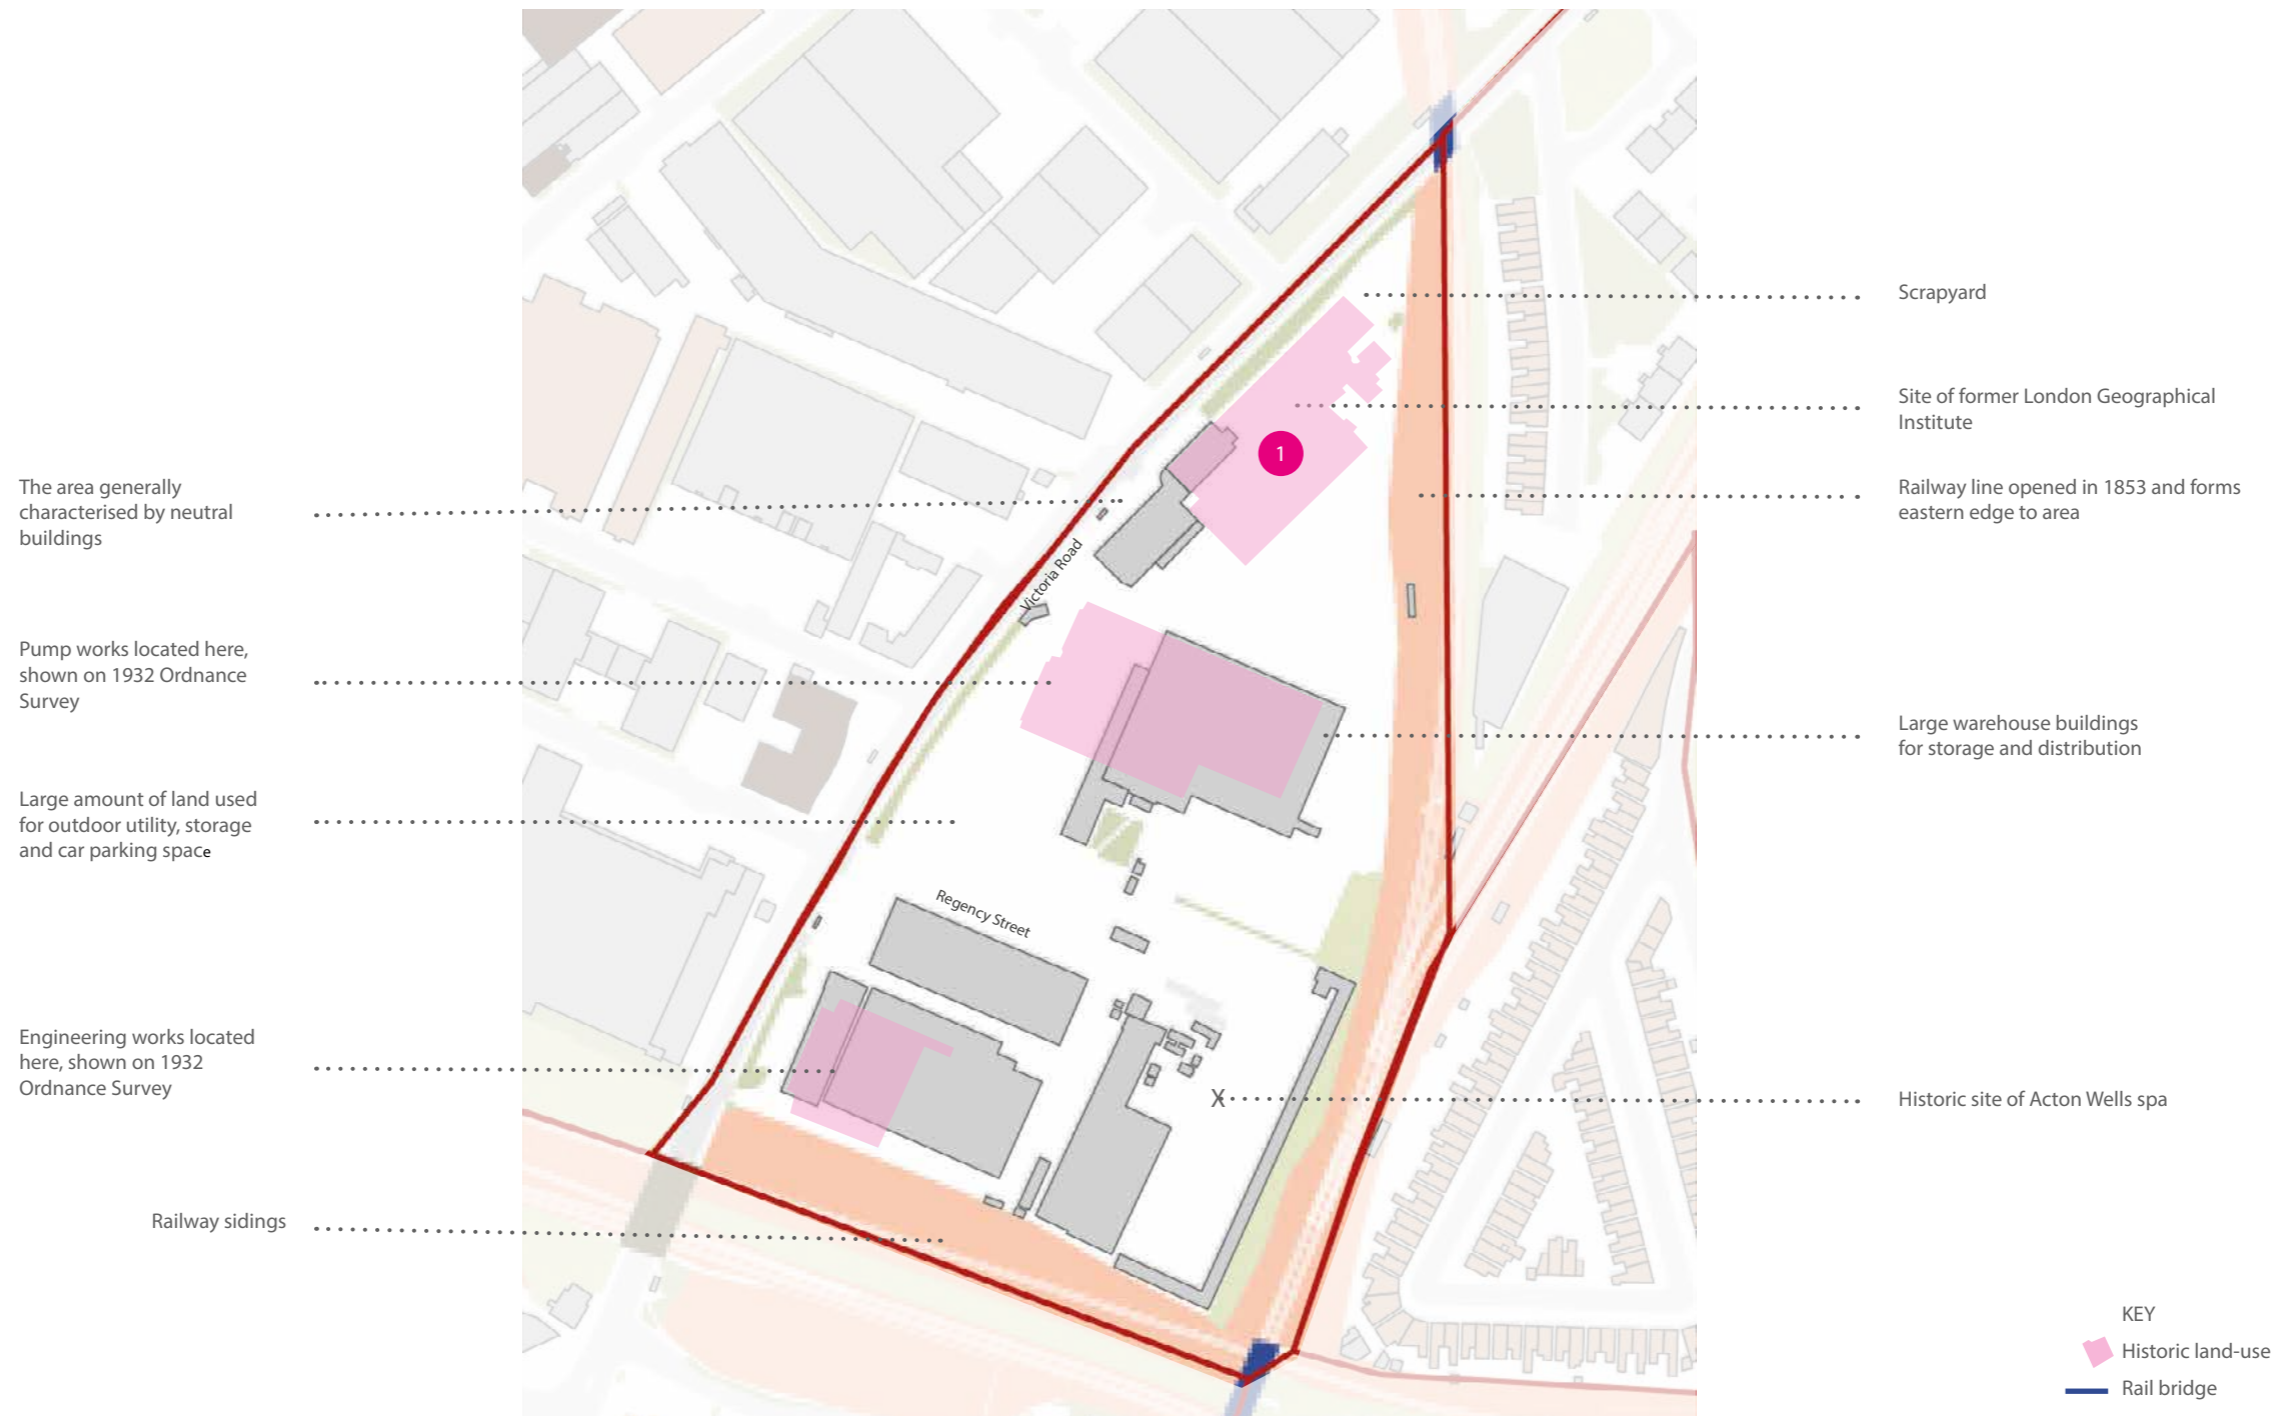 The area generally
characterised by neutral
buildings
Pump works located here,
shown on 1932 Ordnance
Survey
Large amount of land used
for outdoor utility, storage
and car parking space
Engineering works located
here, shown on 1932
Ordnance Survey
Railway sidings
1
Victoria Road
Regency Street
X
Scrapyard
Site of former London Geographical
Institute
Railway line opened in 1853 and forms
eastern edge to area
Large warehouse buildings
for storage and distribution
Historic site of Acton Wells spa
KEY
Historic land-use
Rail bridge